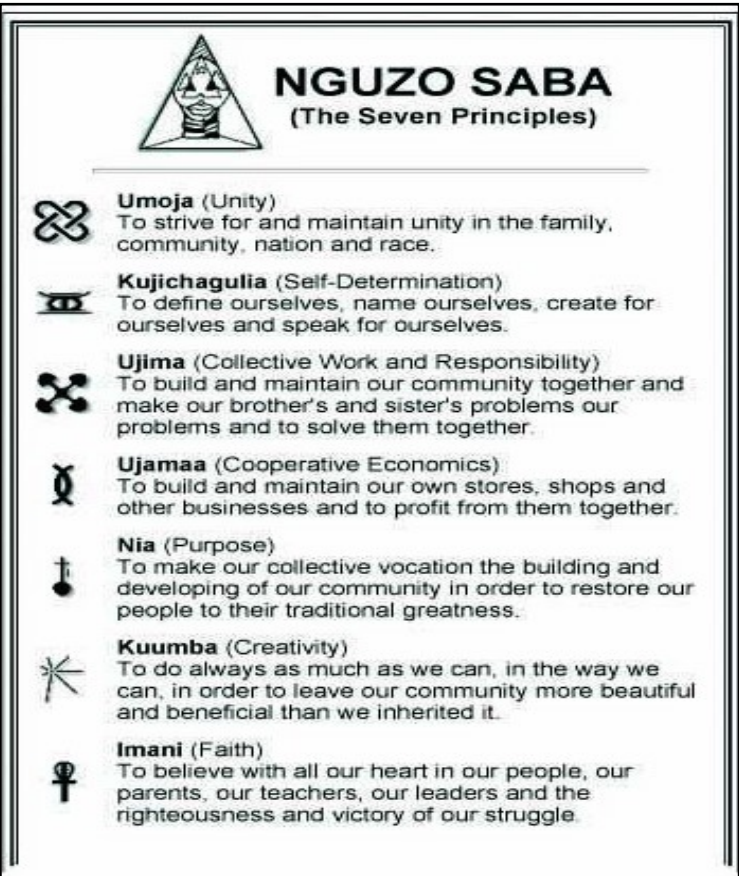 NGUZO SABA
(The Seven Principles)
Umoja (Unity)
To strive for and maintain unity in the family,
community, nation and race.
Kujichagulia (Self-Determination)
To define ourselves, name ourselves, create for
ourselves and speak for ourselves.
Ujima (Collective Work and Responsibility)
To build and maintain our community together and
make our brother's and sister's problems our
problems and to solve them together.
Ujamaa (Cooperative Economics)
To build and maintain our own stores, shops and
other businesses and to profit from them together.
Nia (Purpose)
To make our collective vocation the building and
developing of our community in order to restore our
people to their traditional greatness.
Kuumba (Creativity)
To do always as much as we can, in the way we
can, in order to leave our community more beautiful
and beneficial than we inherited it.
Imani (Faith)
To believe with all our heart in our people, our
parents, our teachers, our leaders and the
righteousness and victory of our struggle.